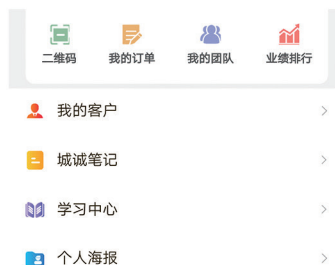 二维码 我的订单 我的团队 业绩排行
我的客户
城诚笔记
学习中心
个人海报